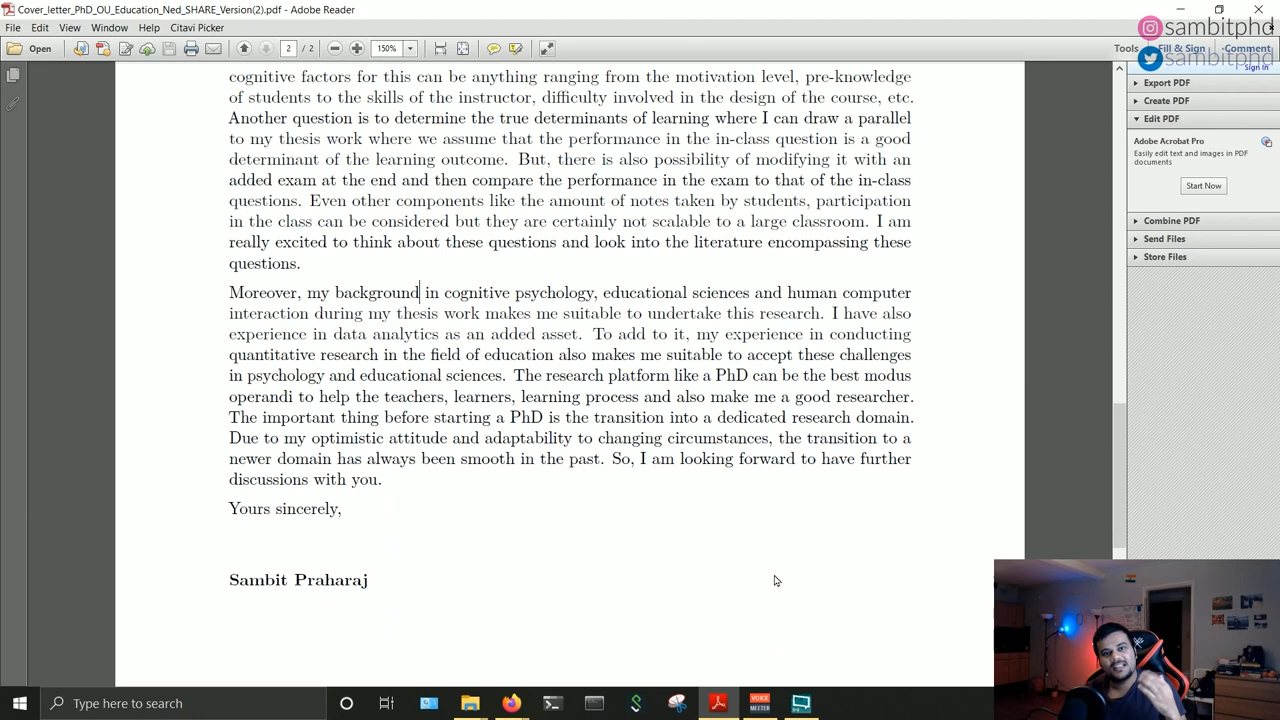 Cover_letter_PhD_OU_Education_Ned_SHARE_Version(2).pdf - Adobe Reader
File Edit View Window Help Citavi Picker
sambitphd
Open 2 / 2 150% Tools Fill & Sign Comment
sambitphd
Sign In
cognitive factors for this can be anything ranging from the motivation level, pre-knowledge
of students to the skills of the instructor, difficulty involved in the design of the course, etc.
Another question is to determine the true determinants of learning where I can draw a parallel
to my thesis work where we assume that the performance in the in-class question is a good
determinant of the learning outcome. But, there is also possibility of modifying it with an
added exam at the end and then compare the performance in the exam to that of the in-class
questions. Even other components like the amount of notes taken by students, participation
in the class can be considered but they are certainly not scalable to a large classroom. I am
really excited to think about these questions and look into the literature encompassing these
questions.
Moreover, my background in cognitive psychology, educational sciences and human computer
interaction during my thesis work makes me suitable to undertake this research. I have also
experience in data analytics as an added asset. To add to it, my experience in conducting
quantitative research in the field of education also makes me suitable to accept these challenges
in psychology and educational sciences. The research platform like a PhD can be the best modus
operandi to help the teachers, learners, learning process and also make me a good researcher.
The important thing before starting a PhD is the transition into a dedicated research domain.
Due to my optimistic attitude and adaptability to changing circumstances, the transition to a
newer domain has always been smooth in the past. So, I am looking forward to have further
discussions with you.
Yours sincerely,
Sambit Praharaj
Export PDF
Create PDF
Edit PDF
Adobe Acrobat Pro
Easily edit text and images in PDF
documents
Start Now
Combine PDF
Send Files
Store Files
Type here to search
VOICE
MEETER